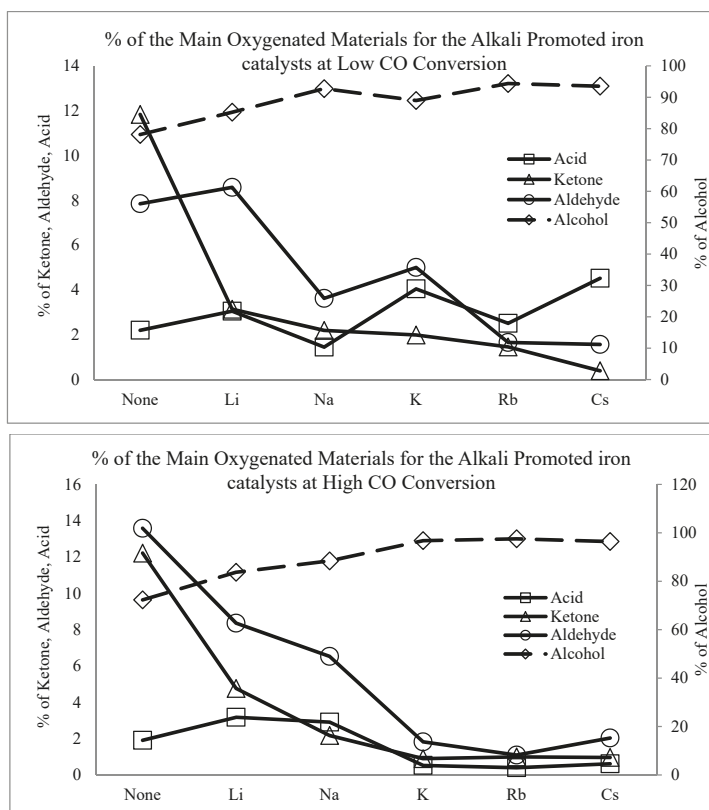 % of the Main Oxygenated Materials for the Alkali Promoted iron
catalysts at Low CO Conversion
14
12
10
8
6
4
2
0
% of Ketone, Aldehyde, Acid
100
90
80
70
60
50
40
30
20
10
0
% of Alcohol
Acid
Ketone
Aldehyde
Alcohol
None Li Na K Rb Cs
% of the Main Oxygenated Materials for the Alkali Promoted iron
catalysts at High CO Conversion
16
14
12
10
8
6
4
2
0
% of Ketone, Aldehyde, Acid
120
100
80
60
40
20
0
% of Alcohol
Acid
Ketone
Aldehyde
Alcohol
None Li Na K Rb Cs